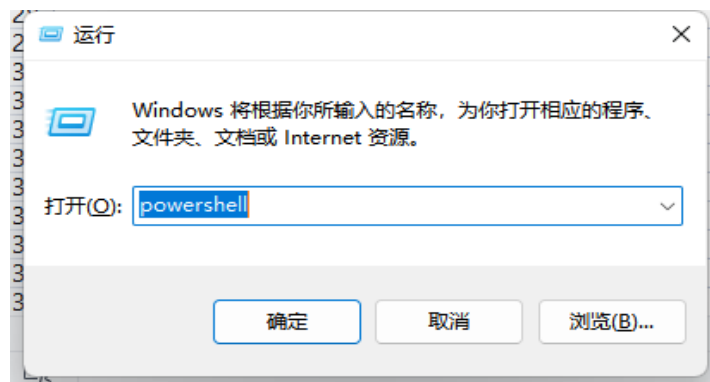 运行
Windows 将根据你所输入的名称，为你打开相应的程序、
文件夹、文档或 Internet 资源。
打开(O): powershell
确定 取消 浏览(B)...